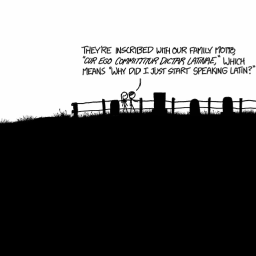 THEY'RE INSCRIBED WITH OUR FAMILY MOTTO,
"CUR EGO COMMITTITUR DICTAR LATINAE," WHICH
MEANS "WHY DID I JUST START SPEAKING LATIN?"